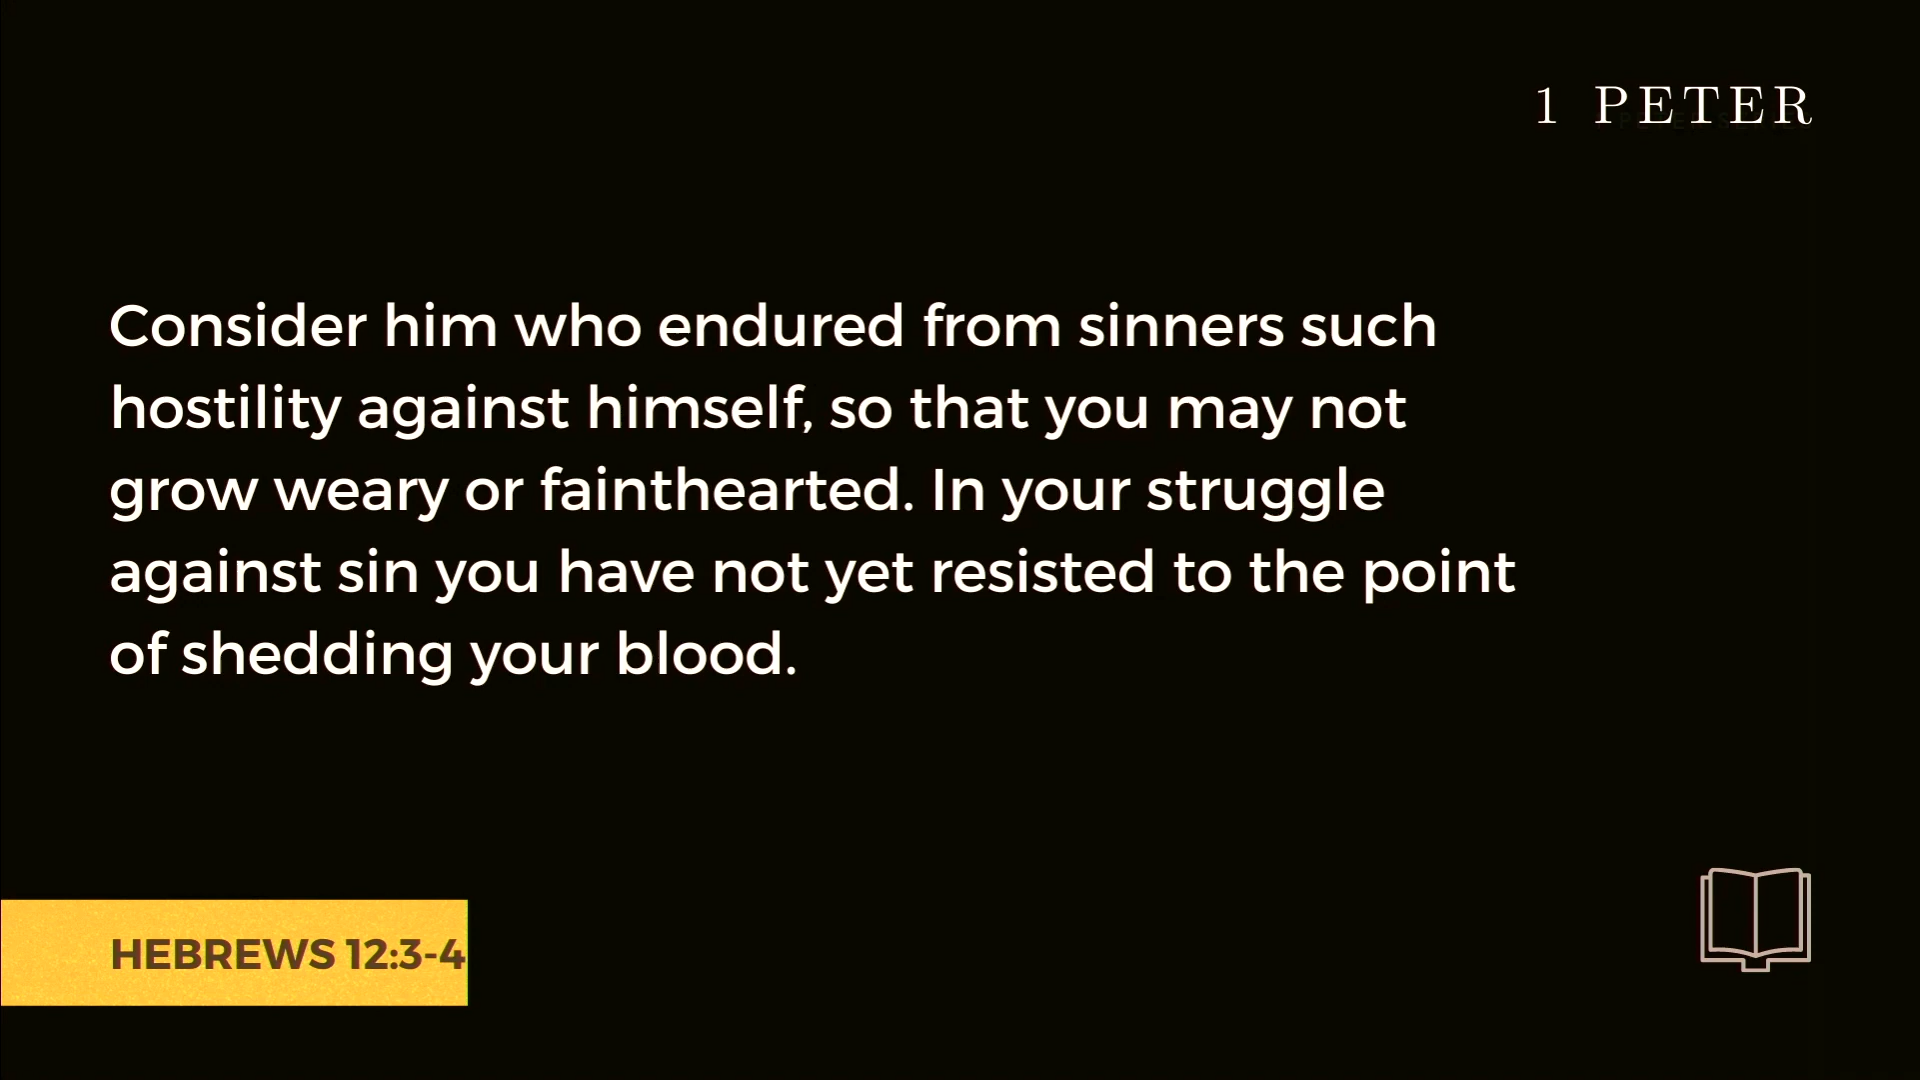 1 PETER
Consider him who endured from sinners such
hostility against himself, so that you may not
grow weary or fainthearted. In your struggle
against sin you have not yet resisted to the point
of shedding your blood.
HEBREWS 12:3-4